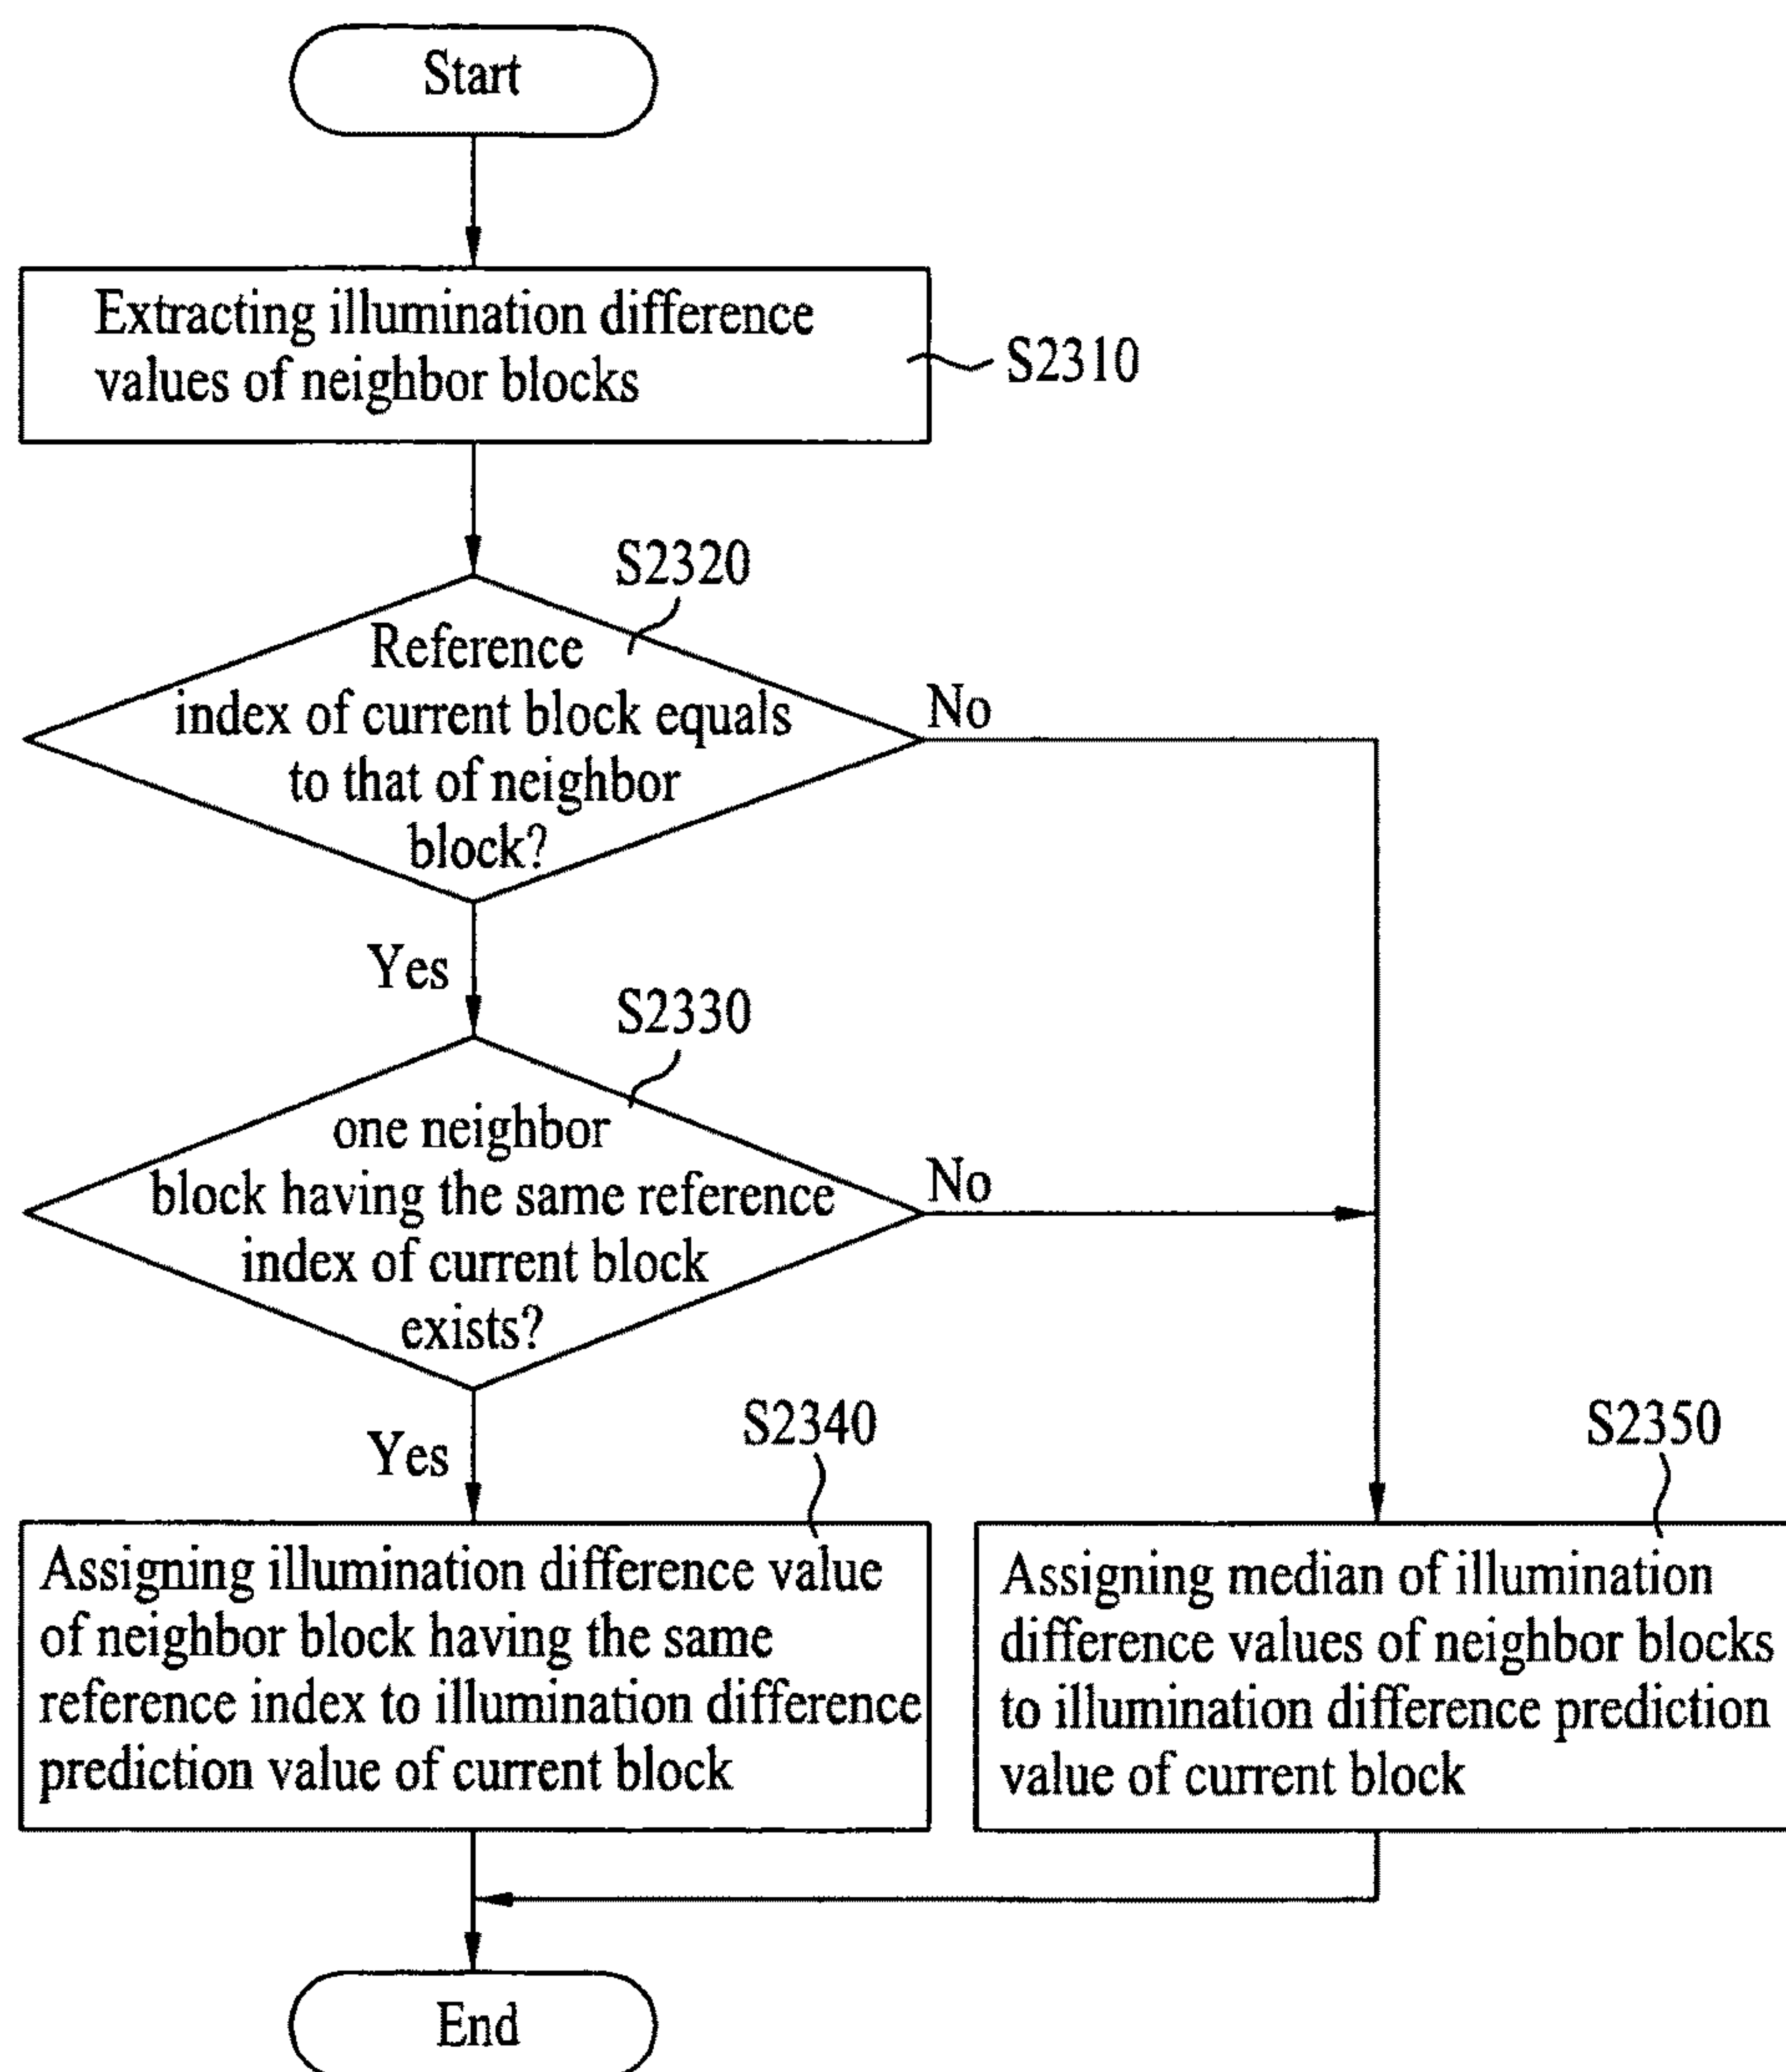 Start
Extracting illumination difference
values of neighbor blocks
S2310
S2320
Reference
index of current block equals
to that of neighbor
block?
No
Yes
S2330
one neighbor
block having the same reference
index of current block
exists?
No
Yes
S2340
Assigning illumination difference value
of neighbor block having the same
reference index to illumination difference
prediction value of current block
S2350
Assigning median of illumination
difference values of neighbor blocks
to illumination difference prediction
value of current block
End